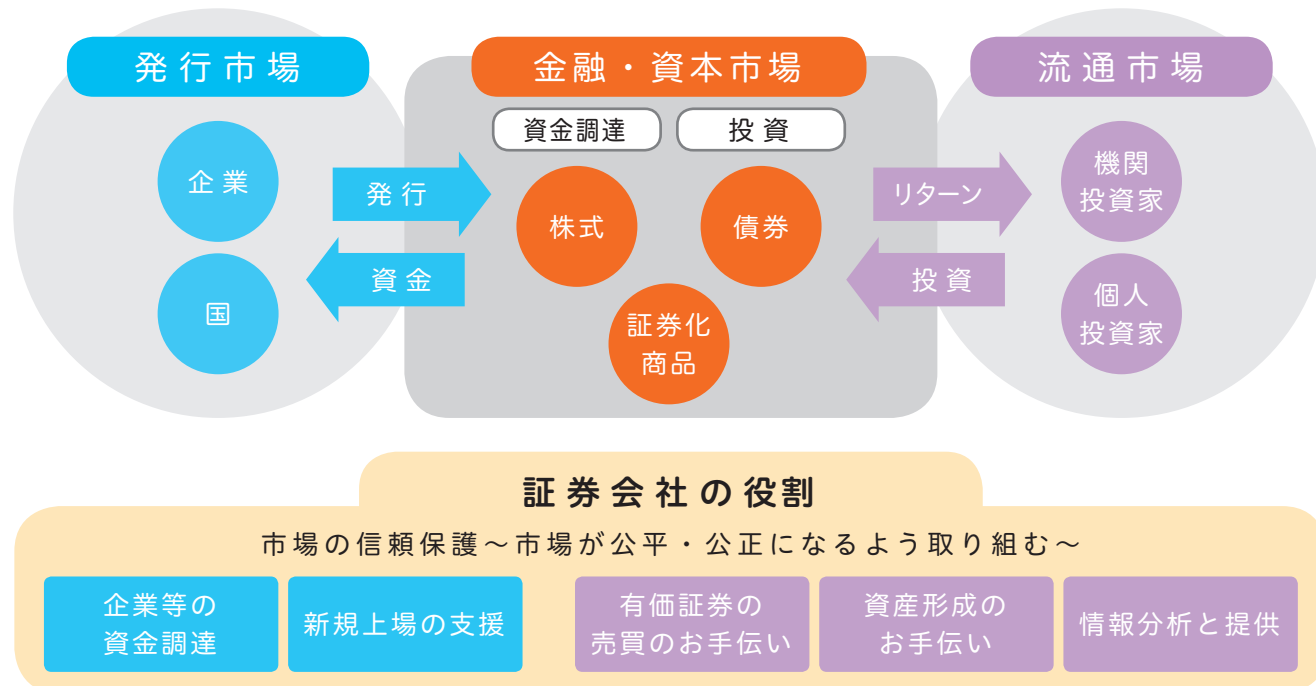 発行市場
金融・資本市場
流通市場
資金調達
投資
企業
国
発行
資金
株式
債券
証券化
商品
リターン
投資
機関
投資家
個人
投資家
証券会社の役割
市場の信頼保護～市場が公平・公正になるよう取り組む～
企業等の
資金調達
新規上場の支援
有価証券の
売買のお手伝い
資産形成の
お手伝い
情報分析と提供